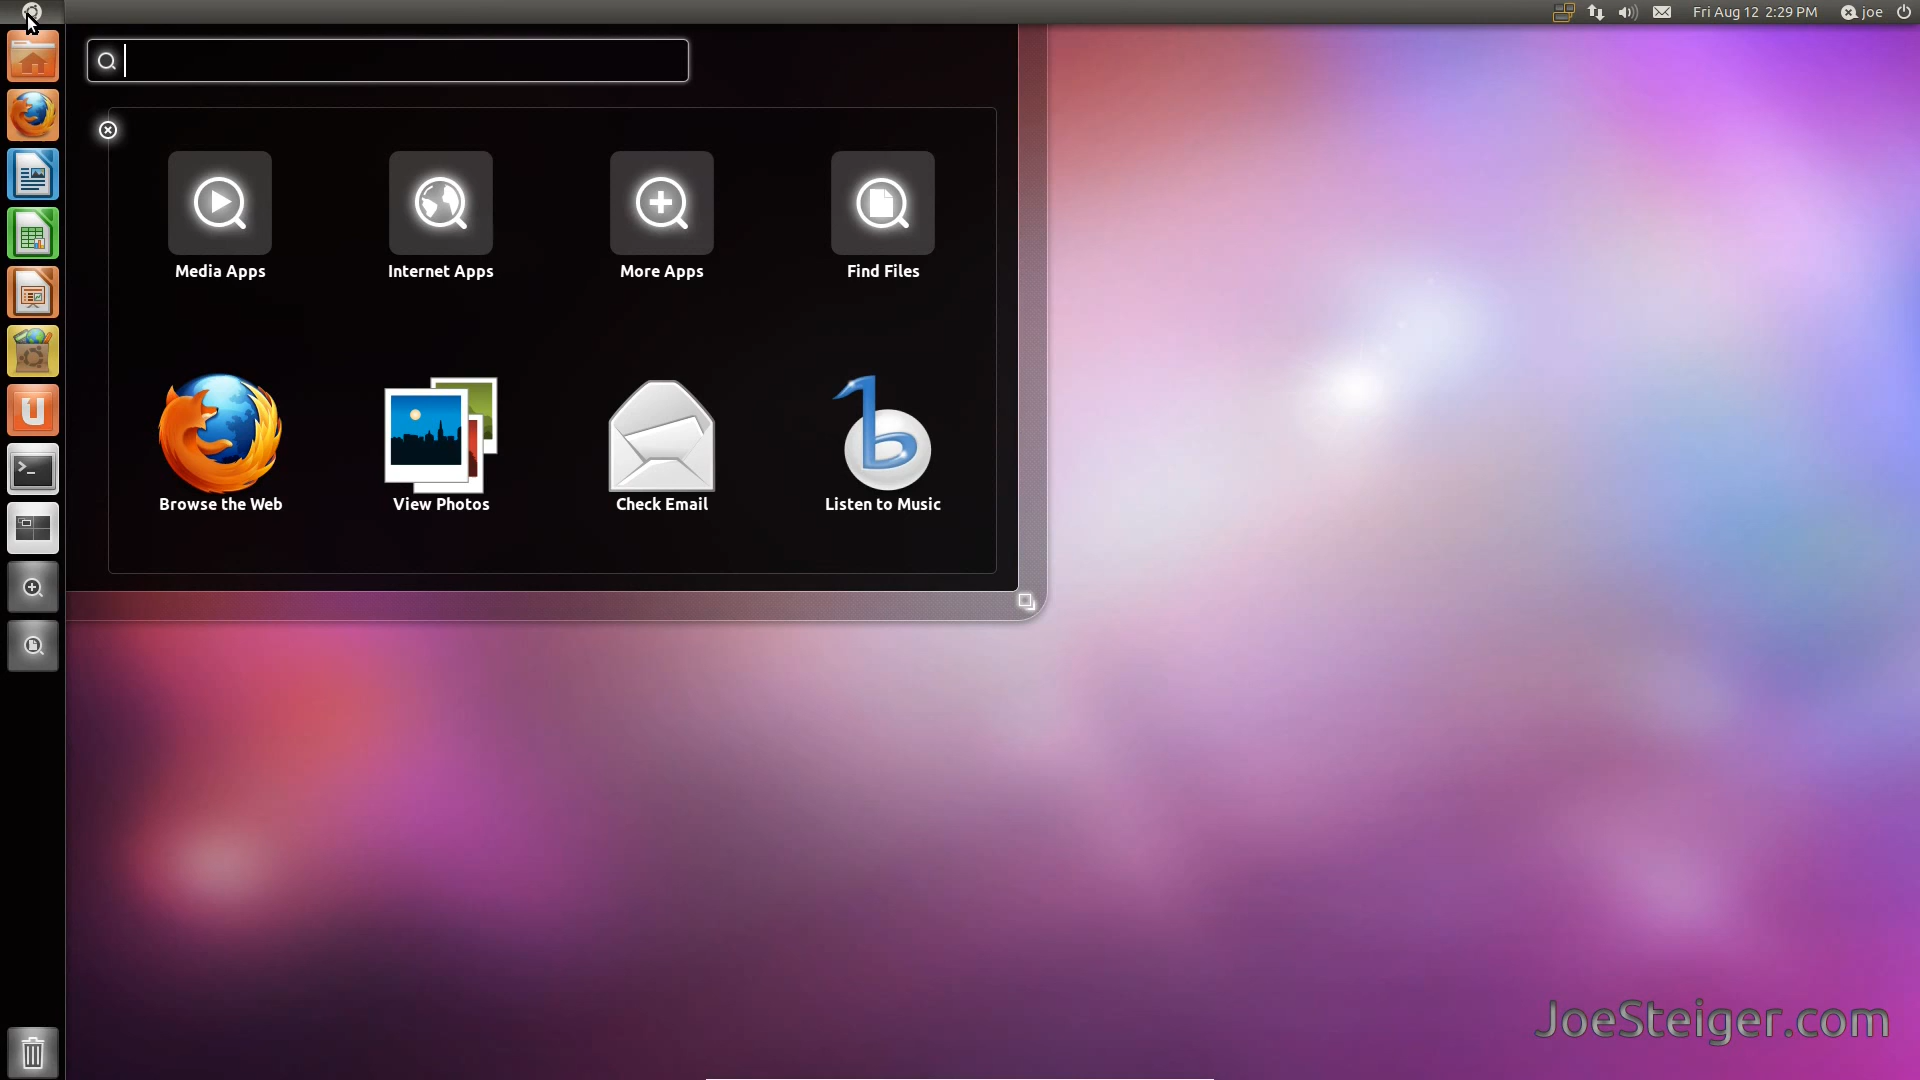 Fri Aug 12 2:29 PM
joe
Media Apps
Internet Apps
More Apps
Find Files
Browse the Web
View Photos
Check Email
Listen to Music
JoeSteiger.com